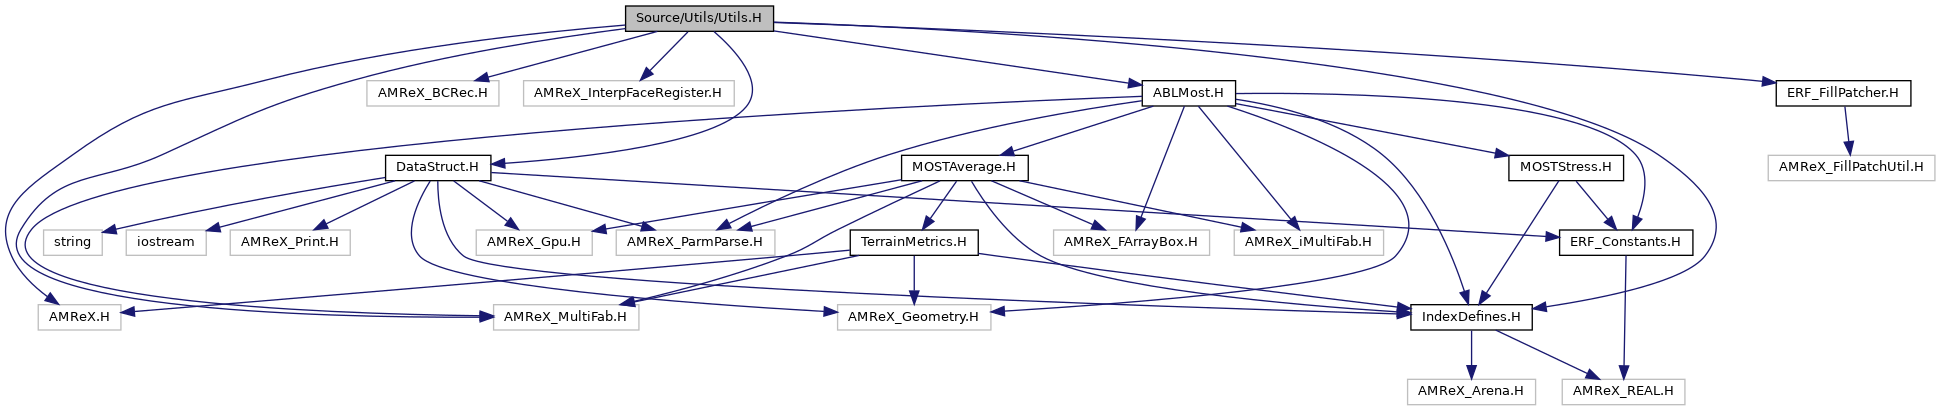 Source/Utils/Utils.H
AMReX_BCRec.H
AMReX_InterpFaceRegister.H
ABLMost.H
ERF_FillPatcher.H
DataStruct.H
MOSTAverage.H
MOSTStress.H
AMReX_FillPatchUtil.H
string
iostream
AMReX_Print.H
AMReX_Gpu.H
AMReX_ParmParse.H
TerrainMetrics.H
AMReX_FArrayBox.H
AMReX_iMultiFab.H
ERF_Constants.H
AMReX.H
AMReX_MultiFab.H
AMReX_Geometry.H
IndexDefines.H
AMReX_Arena.H
AMReX_REAL.H